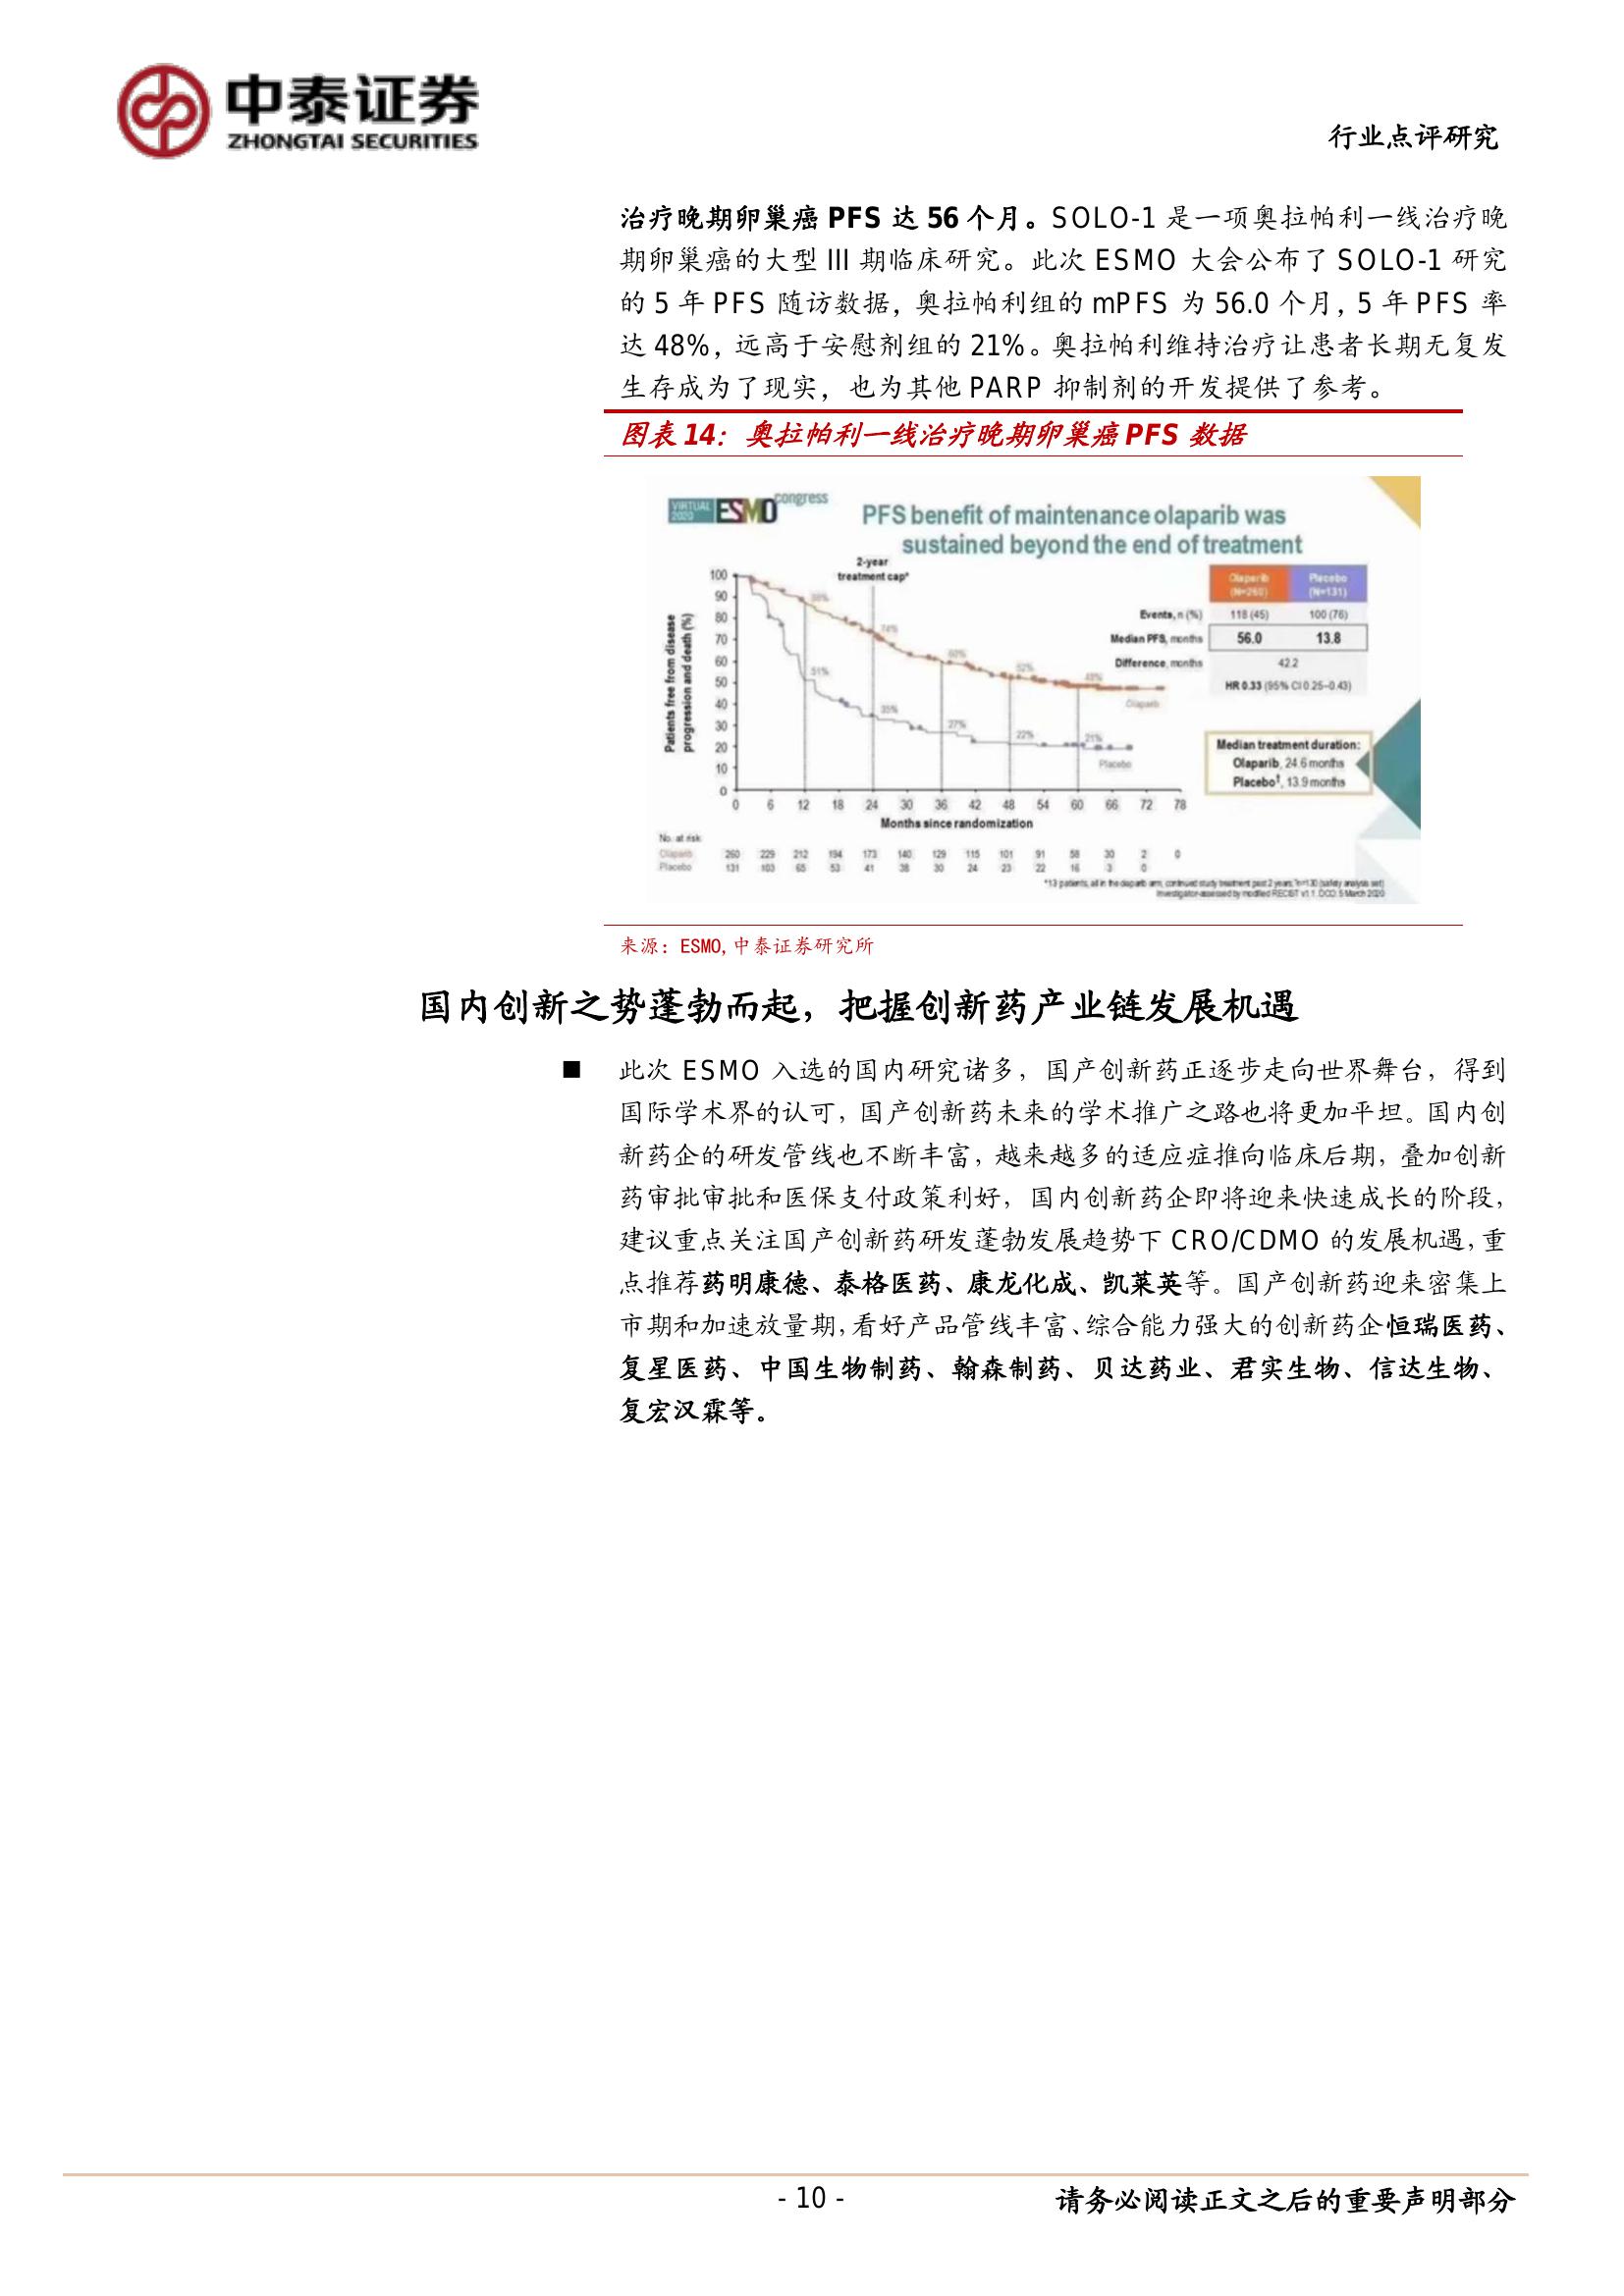 中泰证券
ZHONGTAI SECURITIES
行业点评研究
治疗晚期卵巢癌 PFS 达 56 个月。SOLO-1 是一项奥拉帕利一线治疗晚
期卵巢癌的大型 III 期临床研究。此次 ESMO 大会公布了 SOLO-1 研究
的 5 年 PFS 随访数据，奥拉帕利组的 mPFS 为 56.0 个月，5 年 PFS 率
达 48%，远高于安慰剂组的 21%。奥拉帕利维持治疗让患者长期无复发
生存成为了现实，也为其他 PARP 抑制剂的开发提供了参考。
图表 14：奥拉帕利一线治疗晚期卵巢癌 PFS 数据
VIRTUAL 2020 ESMO congress
PFS benefit of maintenance olaparib was
sustained beyond the end of treatment
2-year
treatment cap*
Patients free from disease
progression and death (%)
100
90
80
70
60
50
40
30
20
10
0
88%
74%
60%
52%
48%
Olaparib
51%
35%
27%
22%
21%
Placebo
0 6 12 18 24 30 36 42 48 54 60 66 72 78
Months since randomization
Olaparib (N=260) Placebo (N=131)
Events, n (%) 118 (45) 100 (76)
Median PFS, months 56.0 13.8
Difference, months 42.2
HR 0.33 (95% CI 0.25–0.43)
Median treatment duration:
Olaparib, 24.6 months
Placebo†, 13.9 months
No. at risk
Olaparib 260 229 212 194 173 140 129 115 101 91 58 30 2 0
Placebo 131 103 65 53 41 38 30 24 23 22 16 3 0
*13 patients, all in the olaparib arm, continued study treatment past 2 years; †n=130 (safety analysis set)
Investigator-assessed by modified RECIST v1.1. DCO: 5 March 2020
来源：ESMO,中泰证券研究所
国内创新之势蓬勃而起，把握创新药产业链发展机遇
■ 此次 ESMO 入选的国内研究诸多，国产创新药正逐步走向世界舞台，得到
国际学术界的认可，国产创新药未来的学术推广之路也将更加平坦。国内创
新药企的研发管线也不断丰富，越来越多的适应症推向临床后期，叠加创新
药审批审批和医保支付政策利好，国内创新药企即将迎来快速成长的阶段，
建议重点关注国产创新药研发蓬勃发展趋势下 CRO/CDMO 的发展机遇，重
点推荐药明康德、泰格医药、康龙化成、凯莱英等。国产创新药迎来密集上
市期和加速放量期，看好产品管线丰富、综合能力强大的创新药企恒瑞医药、
复星医药、中国生物制药、翰森制药、贝达药业、君实生物、信达生物、
复宏汉霖等。
- 10 -
请务必阅读正文之后的重要声明部分